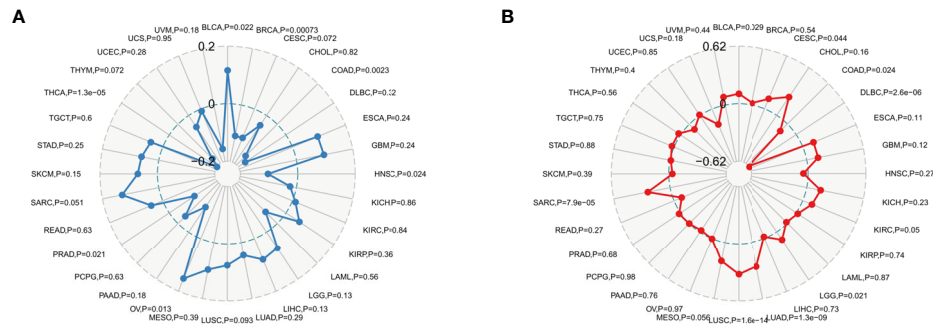 A
BLCA,P=0.022
BRCA,P=0.00073
CESC,P=0.072
CHOL,P=0.82
COAD,P=0.0023
ESCA,P=0.24
GBM,P=0.24
HNSC,P=0.024
KICH,P=0.86
KIRC,P=0.84
KIRP,P=0.36
LAML,P=0.56
LGG,P=0.13
LIHC,P=0.13
LUAD,P=0.29
LUSC,P=0.093
MESO,P=0.39
OV,P=0.013
PAAD,P=0.18
PCPG,P=0.63
PRAD,P=0.021
READ,P=0.63
SARC,P=0.051
SKCM,P=0.15
STAD,P=0.25
TGCT,P=0.6
THCA,P=1.3e−05
THYM,P=0.072
UCEC,P=0.28
UCS,P=0.95
UVM,P=0.18
0.2
0
−0.2
B
BLCA,P=0.029
BRCA,P=0.54
CESC,P=0.044
CHOL,P=0.16
COAD,P=0.024
DLBC,P=2.6e−06
ESCA,P=0.11
GBM,P=0.12
HNSC,P=0.27
KICH,P=0.23
KIRC,P=0.05
KIRP,P=0.74
LAML,P=0.87
LGG,P=0.021
LIHC,P=0.73
LUAD,P=1.3e−09
LUSC,P=1.6e−14
MESO,P=0.056
OV,P=0.97
PAAD,P=0.76
PCPG,P=0.98
PRAD,P=0.68
READ,P=0.27
SARC,P=7.9e−05
SKCM,P=0.39
STAD,P=0.88
TGCT,P=0.75
THCA,P=0.56
THYM,P=0.4
UCEC,P=0.85
UCS,P=0.18
UVM,P=0.44
0.62
0
−0.62